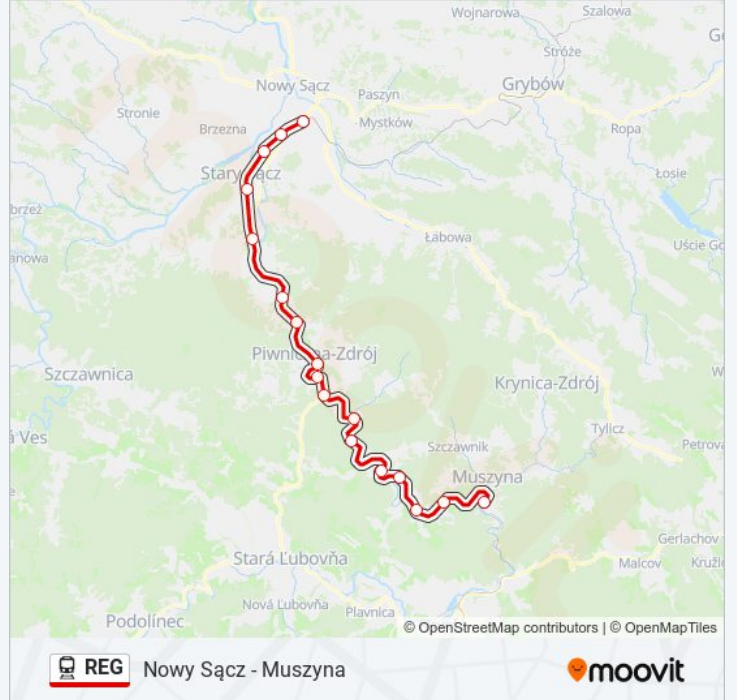 Wojnarowa
Szalowa
Stróże
Nowy Sącz
Grybów
Paszyn
Stronie
Mystków
Brzezna
Ropa
Łosie
Stary Sącz
brzeż
Łabowa
Uście Go
anowa
Piwniczna-Zdrój
Szczawnica
Krynica-Zdrój
Tylicz
á Ves
Szczawnik
Petrova
Muszyna
Gerlachov
Stará Ľubovňa
Malcov
Kružlo
Nová Ľubovňa
Plavnica
Podolínec
© OpenStreetMap contributors | © OpenMapTiles
REG Nowy Sącz - Muszyna
moovit